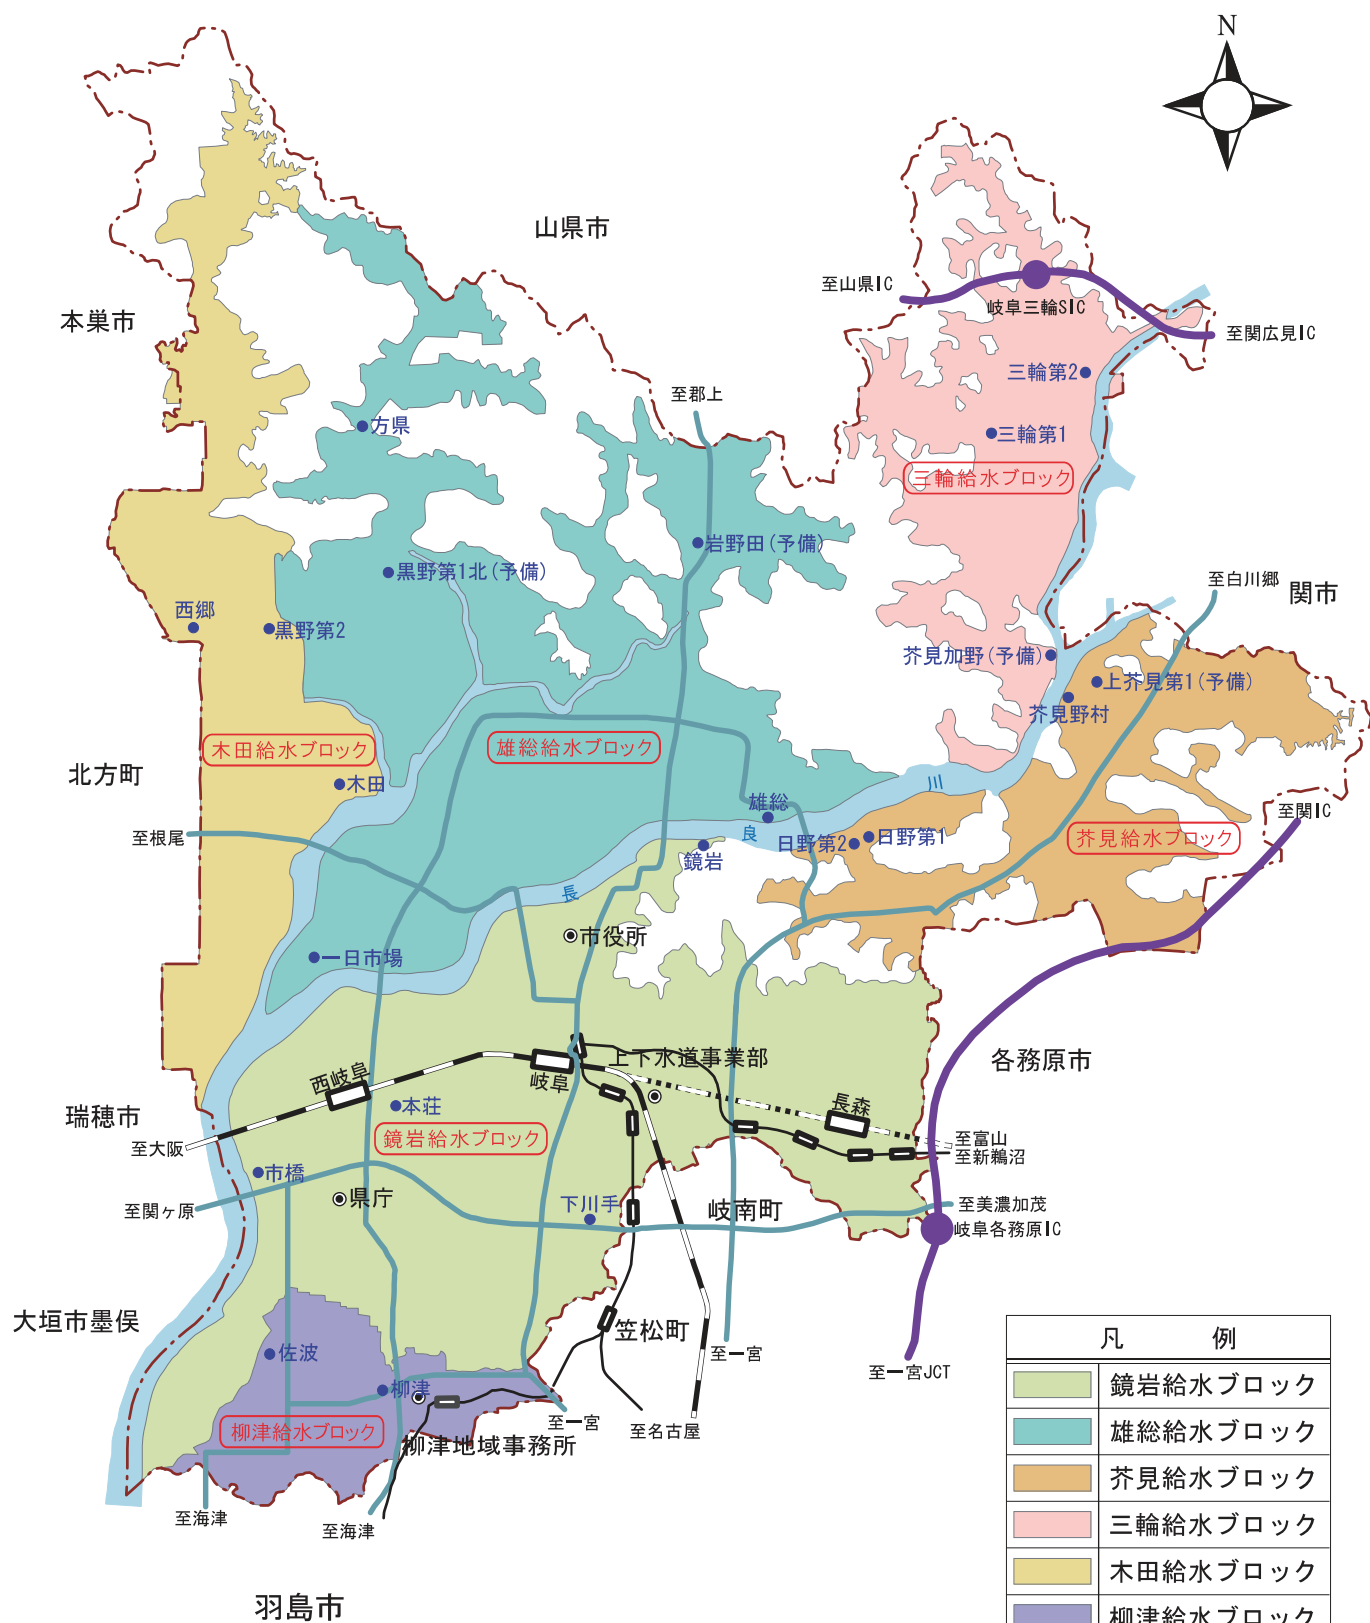 N
山県市
至山県IC
岐阜三輪SIC
本巣市
至関広見IC
三輪第2
至郡上
方県
三輪第1
三輪給水ブロック
岩野田(予備)
黒野第1北(予備)
至白川郷
関市
西郷
黒野第2
芥見加野(予備)
上芥見第1(予備)
芥見野村
木田給水ブロック
雄総給水ブロック
北方町
木田
川
雄総
至関IC
至根尾
良
日野第2
日野第1
芥見給水ブロック
鏡岩
長
市役所
一日市場
各務原市
上下水道事業部
西岐阜
岐阜
長森
瑞穂市
本荘
至大阪
鏡岩給水ブロック
至富山
至新鵜沼
市橋
県庁
至関ヶ原
下川手
岐南町
至美濃加茂
岐阜各務原IC
大垣市墨俣
笠松町
佐波
至一宮
至一宮JCT
柳津
柳津給水ブロック
至一宮
至名古屋
柳津地域事務所
至海津
至海津
羽島市
凡 例
鏡岩給水ブロック
雄総給水ブロック
芥見給水ブロック
三輪給水ブロック
木田給水ブロック
柳津給水ブロック